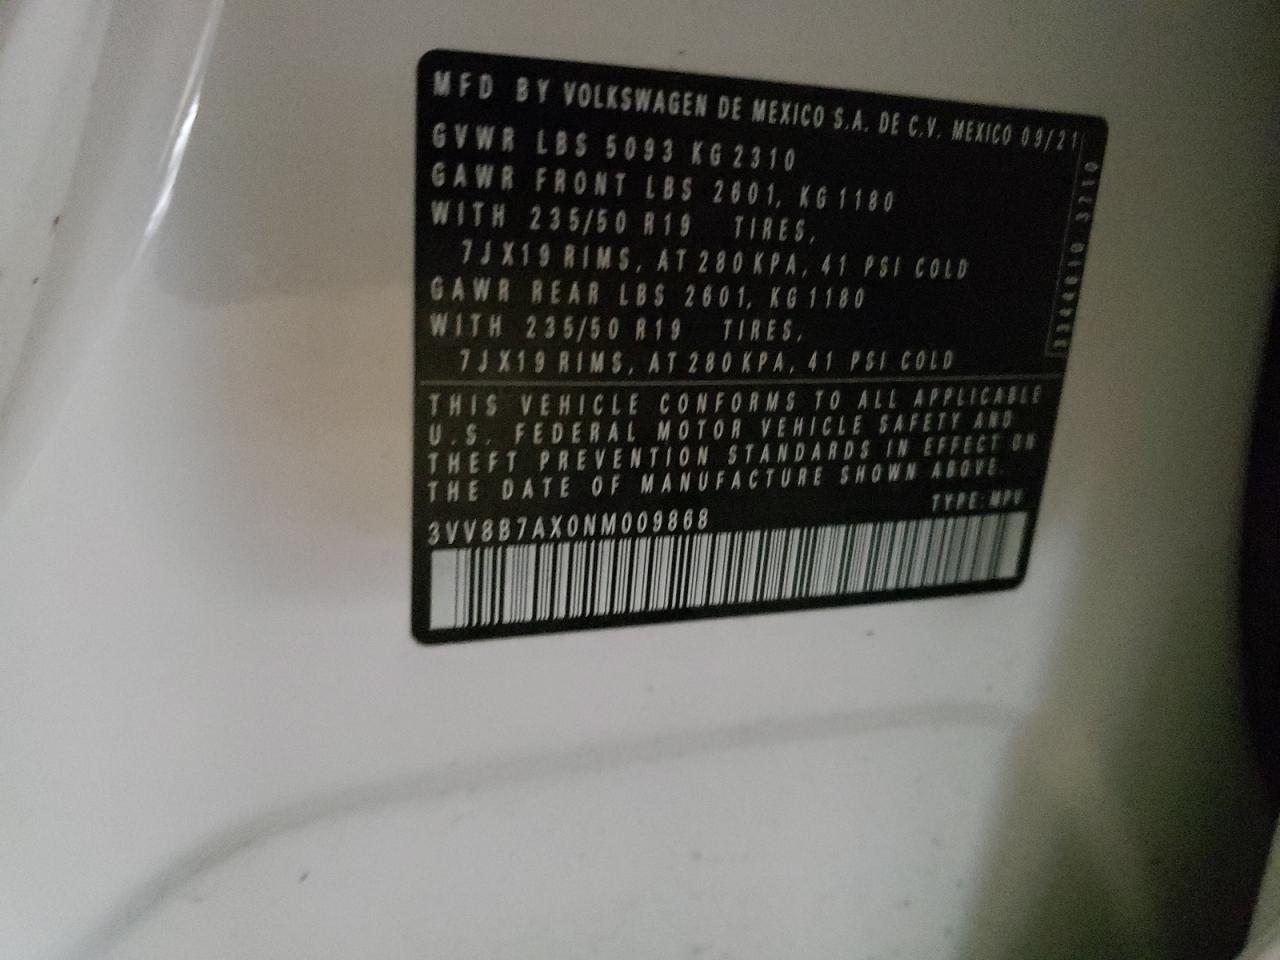 MFD BY VOLKSWAGEN DE MEXICO S.A. DE C.V. MEXICO 09/21
GVWR LBS 5093 KG 2310
GAWR FRONT LBS 2601, KG 1180
WITH 235/50 R19 TIRES,
7JX19 RIMS, AT 280 KPA, 41 PSI COLD
GAWR REAR LBS 2601, KG 1180
WITH 235/50 R19 TIRES,
7JX19 RIMS, AT 280 KPA, 41 PSI COLD
THIS VEHICLE CONFORMS TO ALL APPLICABLE
U.S. FEDERAL MOTOR VEHICLE SAFETY AND
THEFT PREVENTION STANDARDS IN EFFECT ON
THE DATE OF MANUFACTURE SHOWN ABOVE.
TYPE: MPV
3VV8B7AX0NM009868